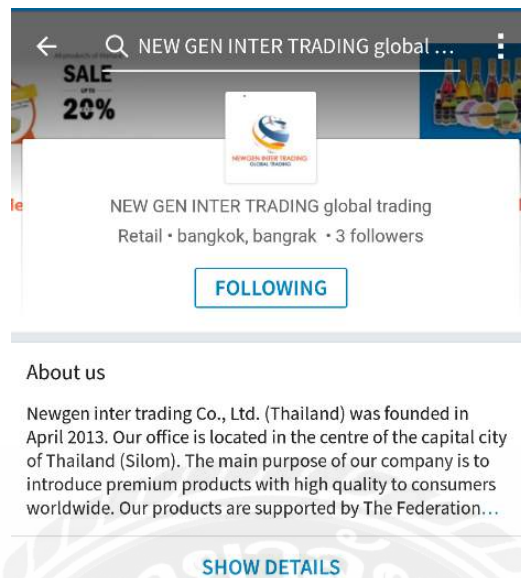 NEW GEN INTER TRADING global ...
SALE
UP TO
20%
NEWGEN INTER TRADING
GLOBAL TRADING
NEW GEN INTER TRADING global trading
Retail • bangkok, bangrak • 3 followers
FOLLOWING
About us
Newgen inter trading Co., Ltd. (Thailand) was founded in
April 2013. Our office is located in the centre of the capital city
of Thailand (Silom). The main purpose of our company is to
introduce premium products with high quality to consumers
worldwide. Our products are supported by The Federation...
SHOW DETAILS